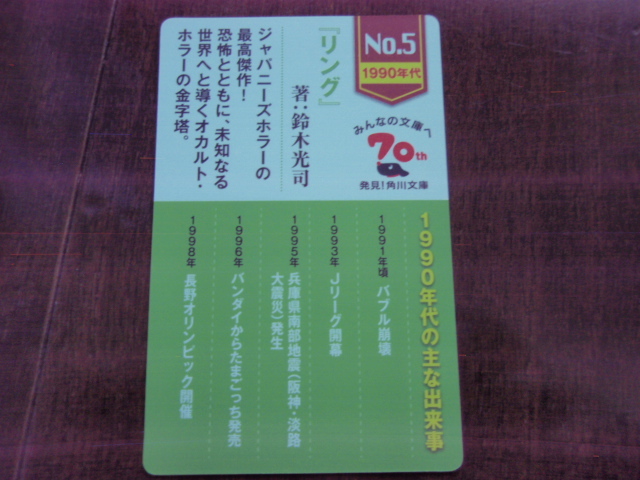 No.5
1990年代
みんなの文庫へ
70th
発見!角川文庫
『リング』
著:鈴木光司
ジャパニーズホラーの
最高傑作!
恐怖とともに、未知なる
世界へと導くオカルト・
ホラーの金字塔。
1990年代の主な出来事
1991年頃 バブル崩壊
1993年 Jリーグ開幕
1995年 兵庫県南部地震(阪神・淡路
大震災)発生
1996年 バンダイからたまごっち発売
1998年 長野オリンピック開催